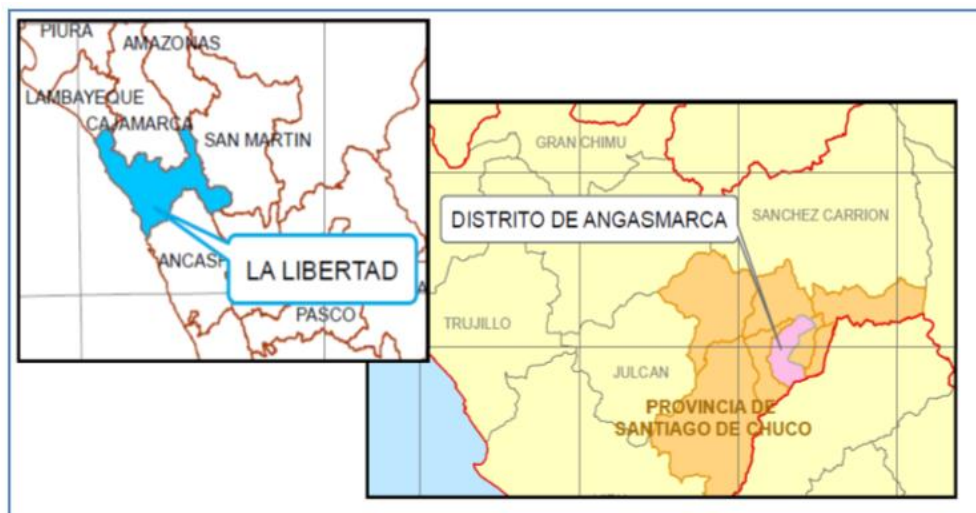 PIURA
AMAZONAS
LAMBAYEQUE
CAJAMARCA
SAN MARTIN
LA LIBERTAD
PASCO
GRAN CHIMU
DISTRITO DE ANGASMARCA
SANCHEZ CARRION
TRUJILLO
JULCAN
PROVINCIA DE
SANTIAGO DE CHUCO